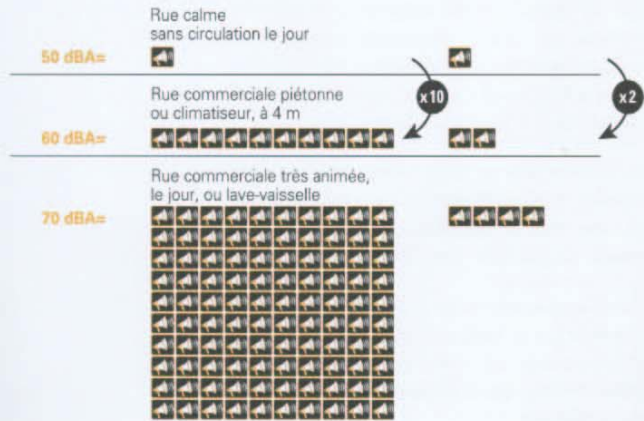 Rue calme
sans circulation le jour
50 dBA=
x10
x2
Rue commerciale piétonne
ou climatiseur, à 4 m
60 dBA=
Rue commerciale très animée,
le jour, ou lave-vaisselle
70 dBA=